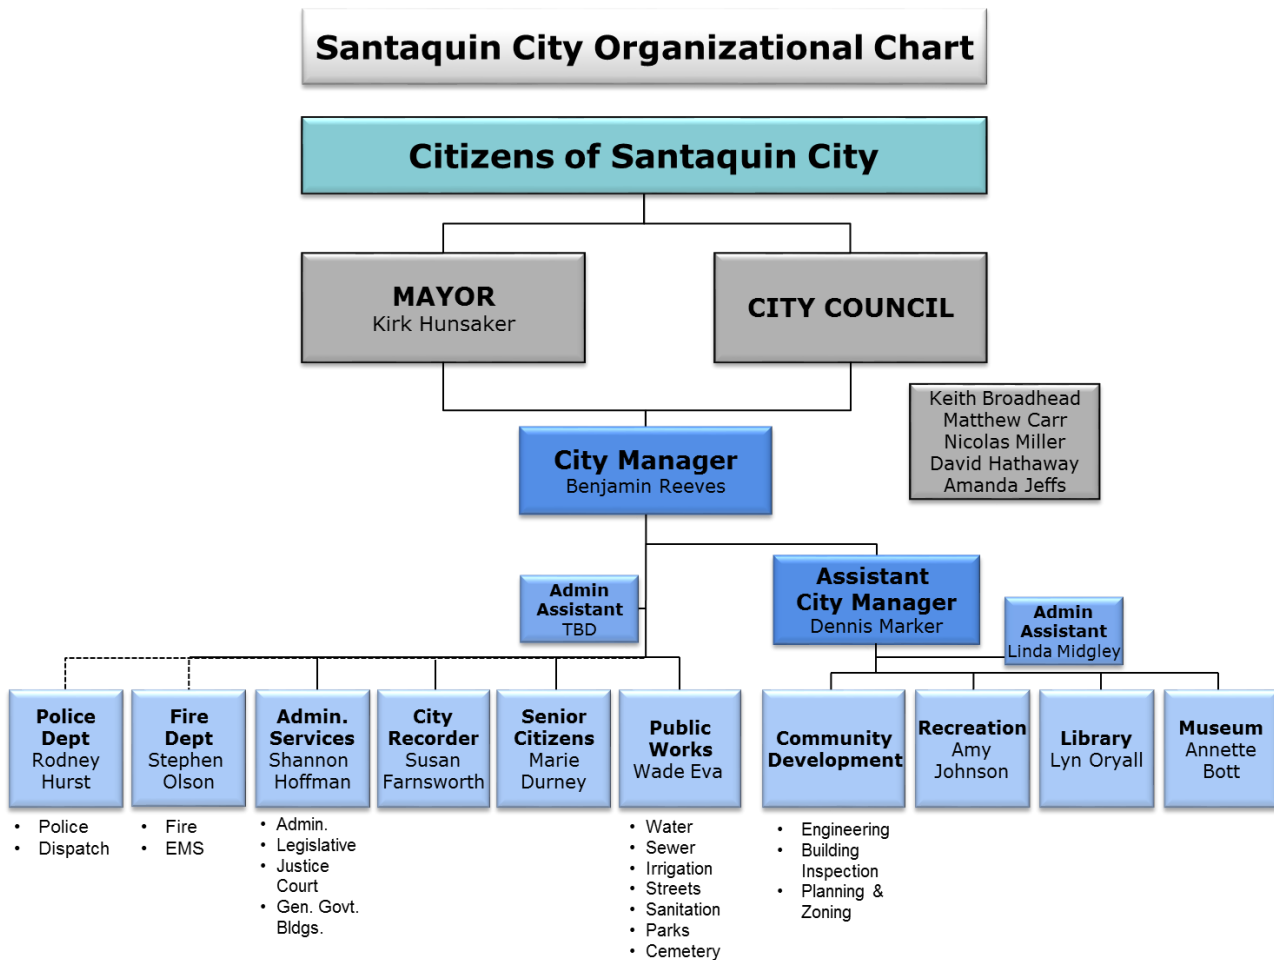 Santaquin City Organizational Chart
Citizens of Santaquin City
MAYOR
Kirk Hunsaker
CITY COUNCIL
Keith Broadhead
Matthew Carr
Nicolas Miller
David Hathaway
Amanda Jeffs
City Manager
Benjamin Reeves
Admin
Assistant
TBD
Assistant
City Manager
Dennis Marker
Admin
Assistant
Linda Midgley
Police
Dept
Rodney
Hurst
• Police
• Dispatch
Fire
Dept
Stephen
Olson
• Fire
• EMS
Admin.
Services
Shannon
Hoffman
• Admin.
• Legislative
• Justice
Court
• Gen. Govt.
Bldgs.
City
Recorder
Susan
Farnsworth
Senior
Citizens
Marie
Durney
Public
Works
Wade Eva
• Water
• Sewer
• Irrigation
• Streets
• Sanitation
• Parks
• Cemetery
Community
Development
• Engineering
• Building
Inspection
• Planning &
Zoning
Recreation
Amy
Johnson
Library
Lyn Oryall
Museum
Annette
Bott